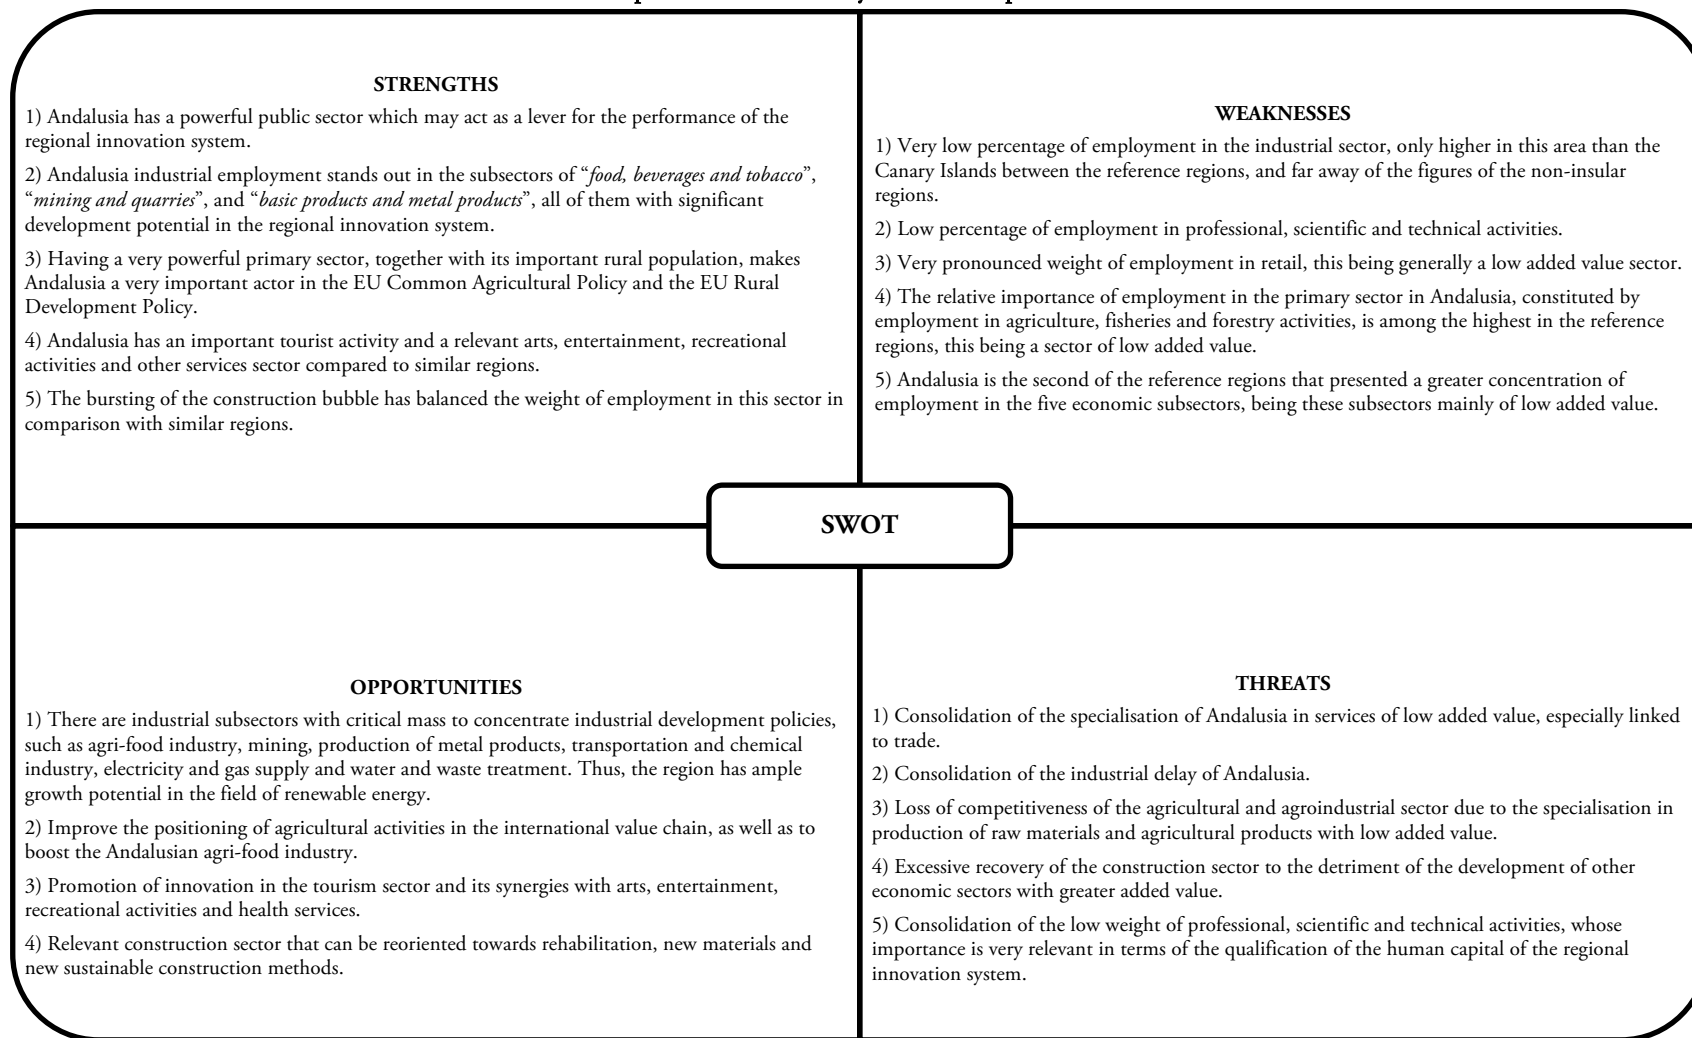 STRENGTHS
1) Andalusia has a powerful public sector which may act as a lever for the performance of the
regional innovation system.
2) Andalusia industrial employment stands out in the subsectors of “food, beverages and tobacco”,
“mining and quarries”, and “basic products and metal products”, all of them with significant
development potential in the regional innovation system.
3) Having a very powerful primary sector, together with its important rural population, makes
Andalusia a very important actor in the EU Common Agricultural Policy and the EU Rural
Development Policy.
4) Andalusia has an important tourist activity and a relevant arts, entertainment, recreational
activities and other services sector compared to similar regions.
5) The bursting of the construction bubble has balanced the weight of employment in this sector in
comparison with similar regions.
WEAKNESSES
1) Very low percentage of employment in the industrial sector, only higher in this area than the
Canary Islands between the reference regions, and far away of the figures of the non-insular
regions.
2) Low percentage of employment in professional, scientific and technical activities.
3) Very pronounced weight of employment in retail, this being generally a low added value sector.
4) The relative importance of employment in the primary sector in Andalusia, constituted by
employment in agriculture, fisheries and forestry activities, is among the highest in the reference
regions, this being a sector of low added value.
5) Andalusia is the second of the reference regions that presented a greater concentration of
employment in the five economic subsectors, being these subsectors mainly of low added value.
SWOT
OPPORTUNITIES
1) There are industrial subsectors with critical mass to concentrate industrial development policies,
such as agri-food industry, mining, production of metal products, transportation and chemical
industry, electricity and gas supply and water and waste treatment. Thus, the region has ample
growth potential in the field of renewable energy.
2) Improve the positioning of agricultural activities in the international value chain, as well as to
boost the Andalusian agri-food industry.
3) Promotion of innovation in the tourism sector and its synergies with arts, entertainment,
recreational activities and health services.
4) Relevant construction sector that can be reoriented towards rehabilitation, new materials and
new sustainable construction methods.
THREATS
1) Consolidation of the specialisation of Andalusia in services of low added value, especially linked
to trade.
2) Consolidation of the industrial delay of Andalusia.
3) Loss of competitiveness of the agricultural and agroindustrial sector due to the specialisation in
production of raw materials and agricultural products with low added value.
4) Excessive recovery of the construction sector to the detriment of the development of other
economic sectors with greater added value.
5) Consolidation of the low weight of professional, scientific and technical activities, whose
importance is very relevant in terms of the qualification of the human capital of the regional
innovation system.